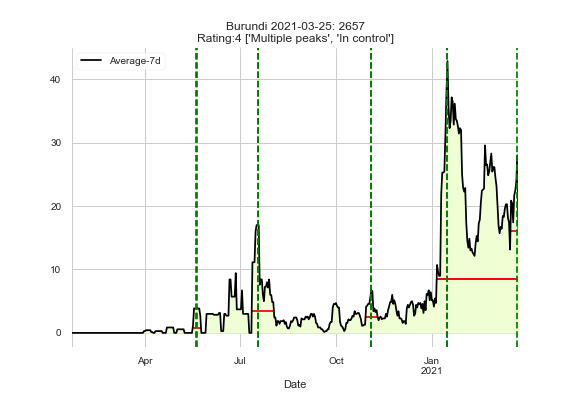 Burundi 2021-03-25: 2657
Rating:4 ['Multiple peaks', 'In control']
Average-7d
40
30
20
10
0
Apr
Jul
Oct
Jan
2021
Date